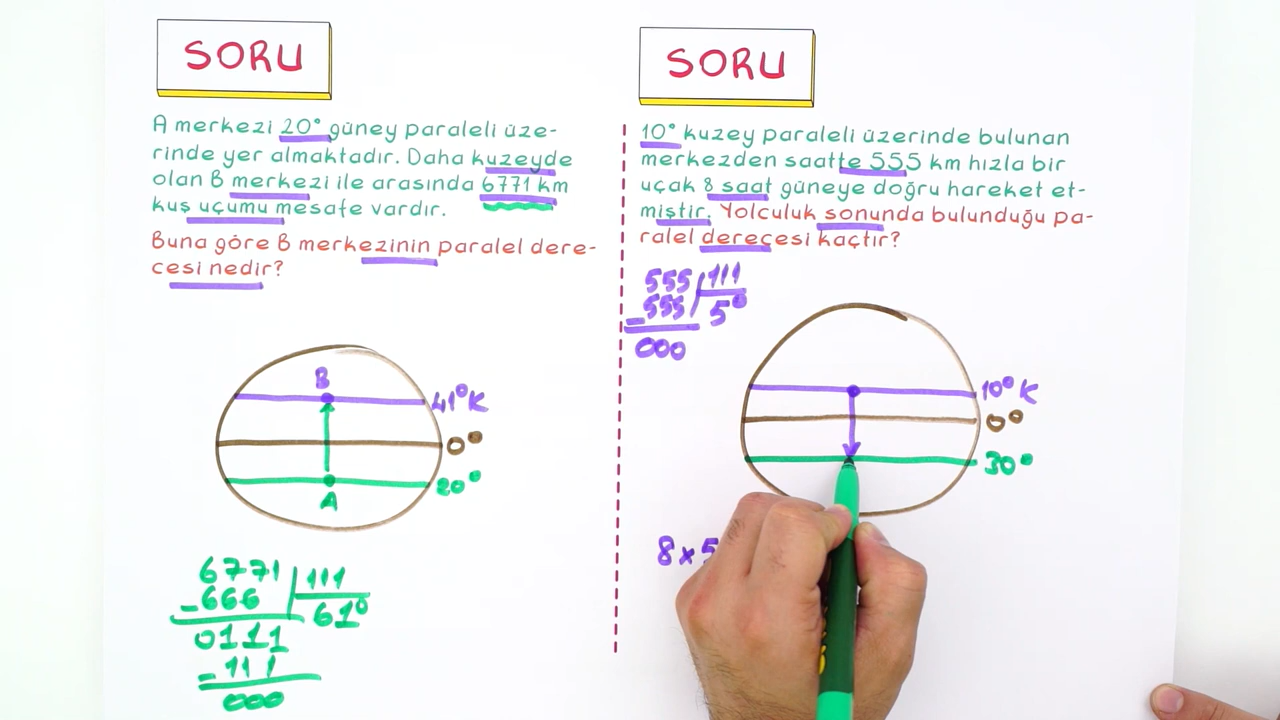 SORU
A merkezi 20° güney paraleli üze-
rinde yer almaktadır. Daha kuzeyde
olan B merkezi ile arasında 6771 km
kuş uçumu mesafe vardır.
Buna göre B merkezinin paralel dere-
cesi nedir?
B
41°K
0°
20°
A
6771 111
-666 61°
0111
-111
000
SORU
10° kuzey paraleli üzerinde bulunan
merkezden saatte 555 km hızla bir
uçak 8 saat güneye doğru hareket et-
miştir. Yolculuk sonunda bulunduğu pa-
ralel derecesi kaçtır?
555 111
-555 5°
000
10°K
0°
30°
8x5